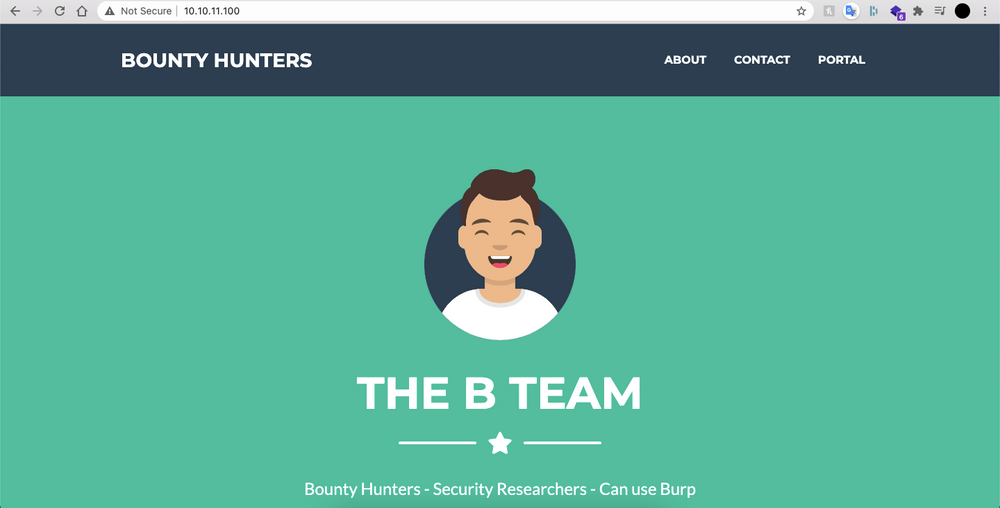 Not Secure 10.10.11.100
6
BOUNTY HUNTERS ABOUT CONTACT PORTAL
THE B TEAM
Bounty Hunters - Security Researchers - Can use Burp